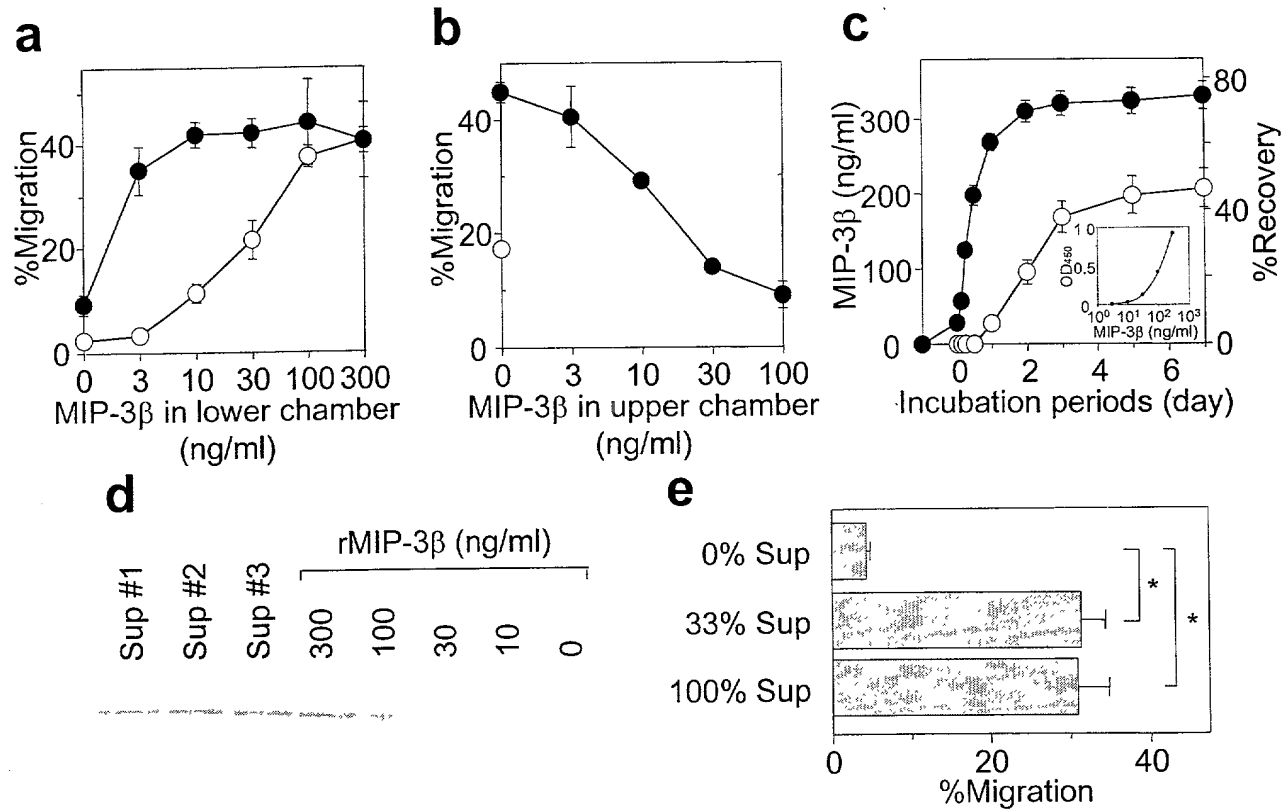 a
%Migration
40
20
0
0 3 10 30 100 300
MIP-3β in lower chamber
(ng/ml)
b
%Migration
40
20
0
0 3 10 30 100
MIP-3β in upper chamber
(ng/ml)
c
MIP-3β (ng/ml)
300
200
100
0
80
40
0
%Recovery
0 2 4 6
Incubation periods (day)
OD450
1.0
0.5
0
10⁰ 10¹ 10² 10³
MIP-3β (ng/ml)
d
rMIP-3β (ng/ml)
Sup #1
Sup #2
Sup #3
300
100
30
10
0
e
0% Sup
33% Sup
100% Sup
*
*
0 20 40
%Migration